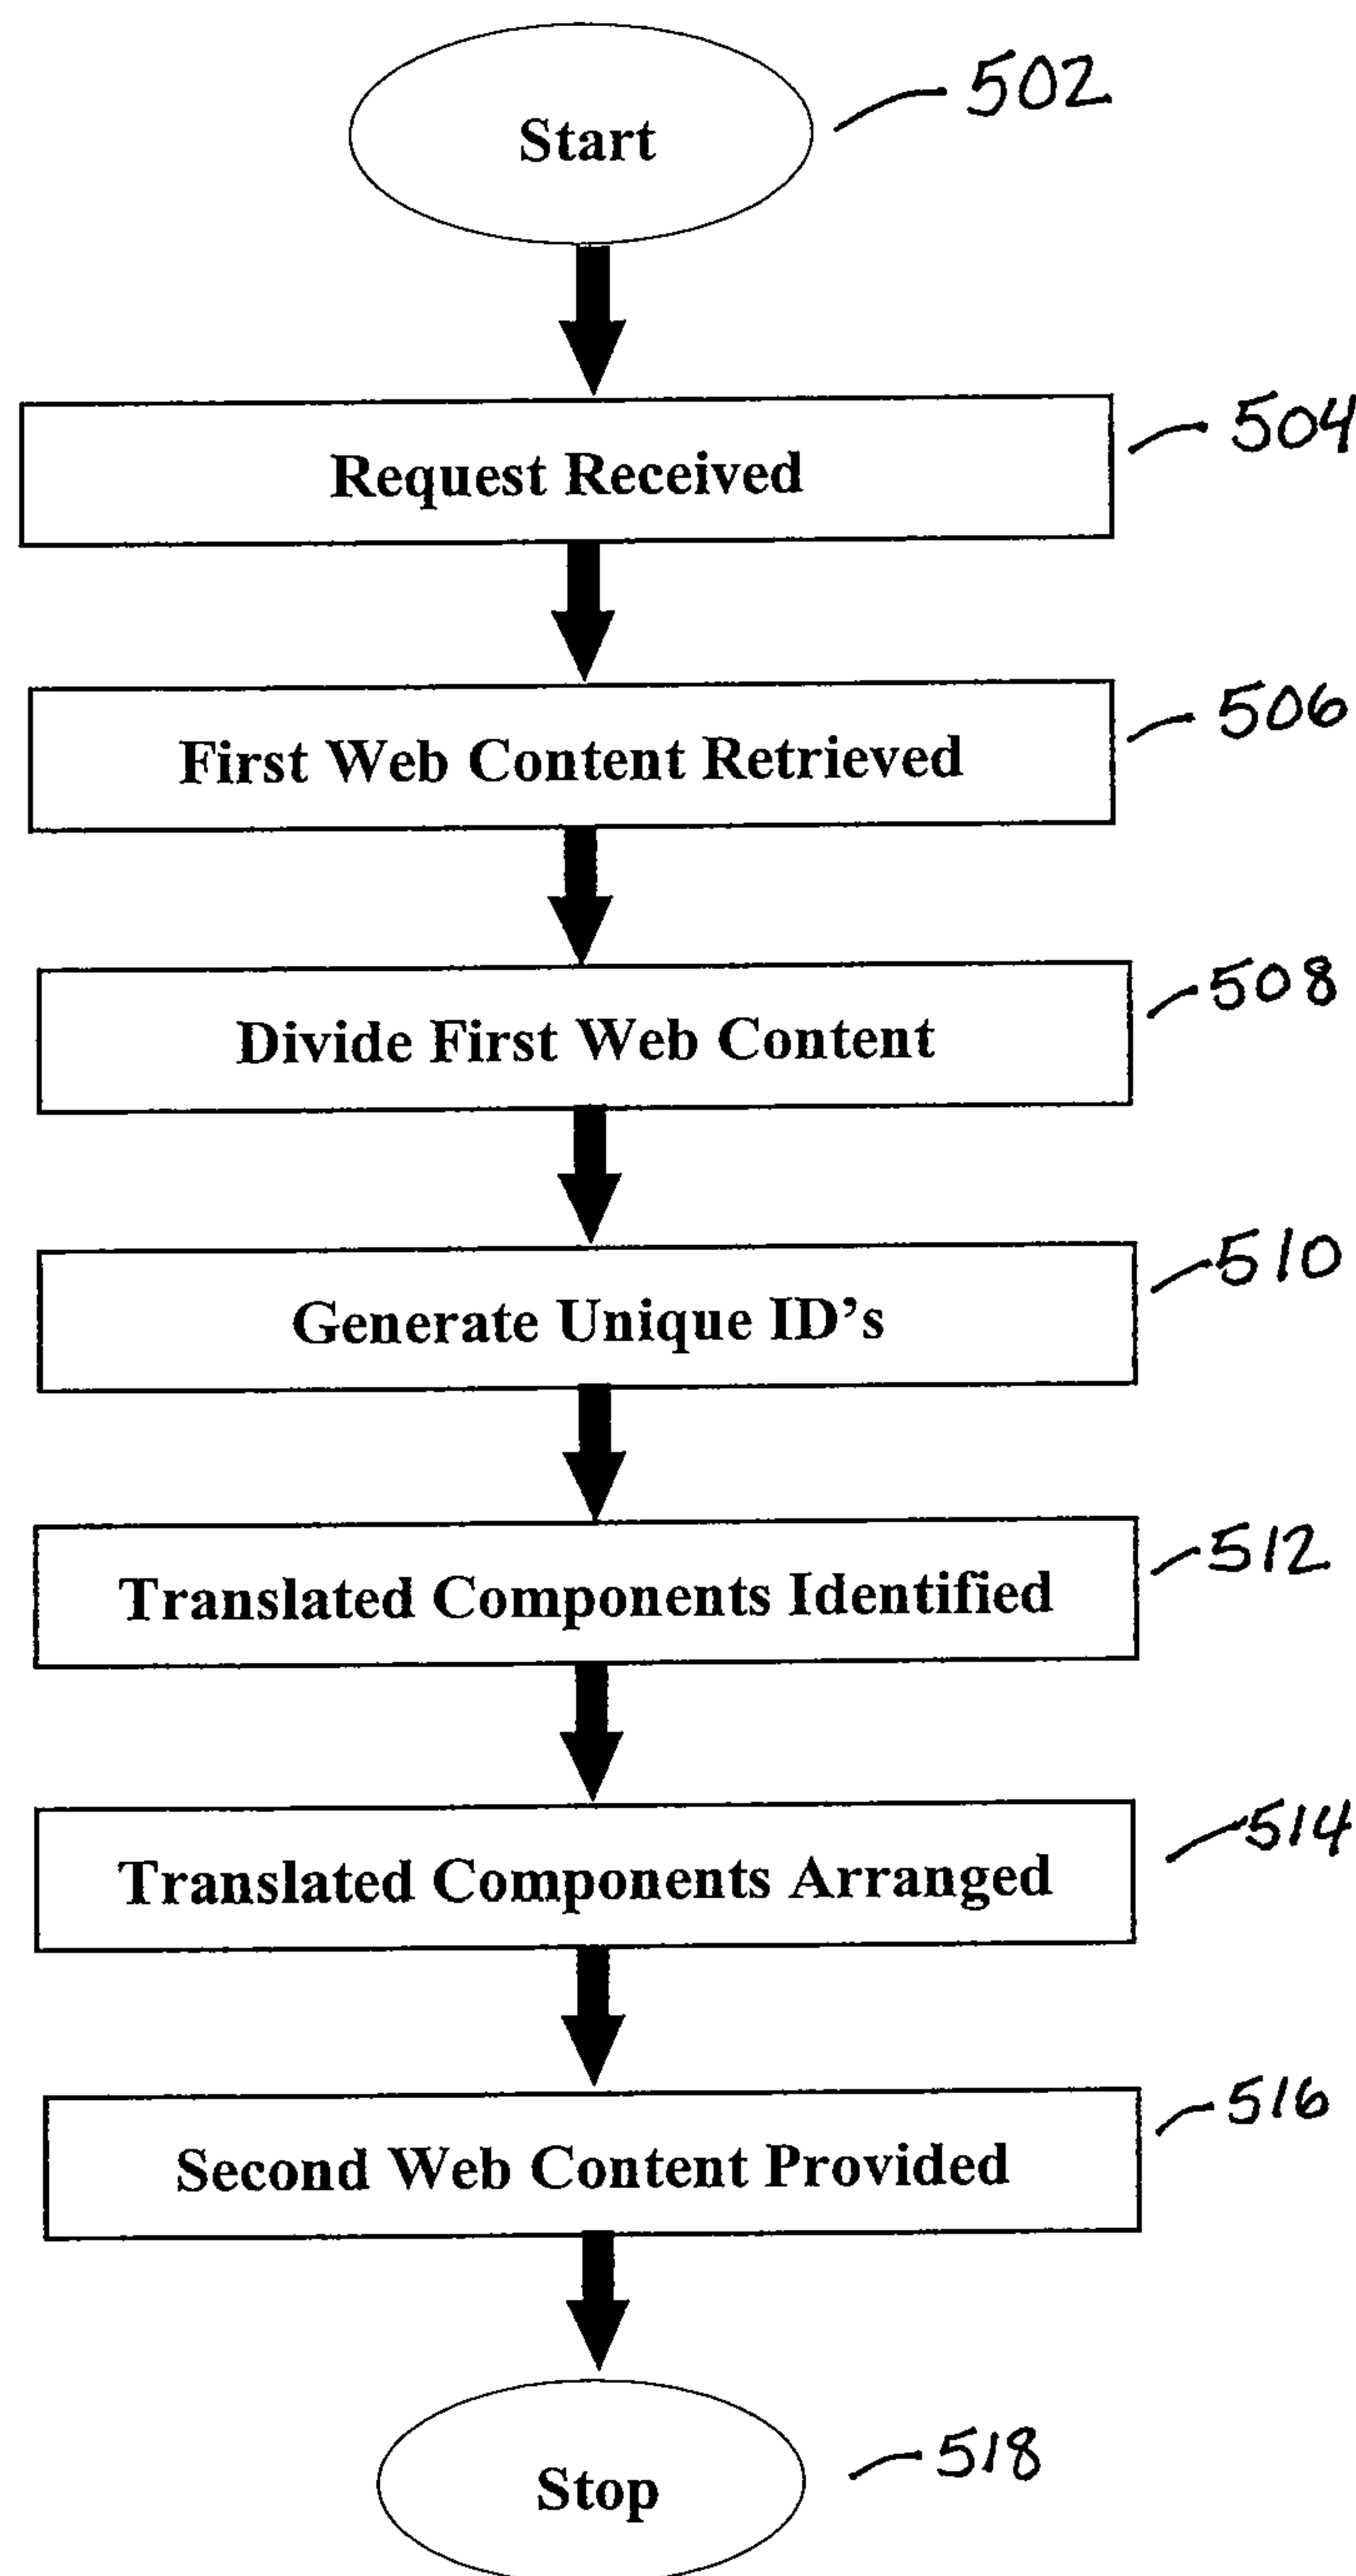 Start
502
Request Received
504
First Web Content Retrieved
506
Divide First Web Content
508
Generate Unique ID’s
510
Translated Components Identified
512
Translated Components Arranged
514
Second Web Content Provided
516
Stop
518